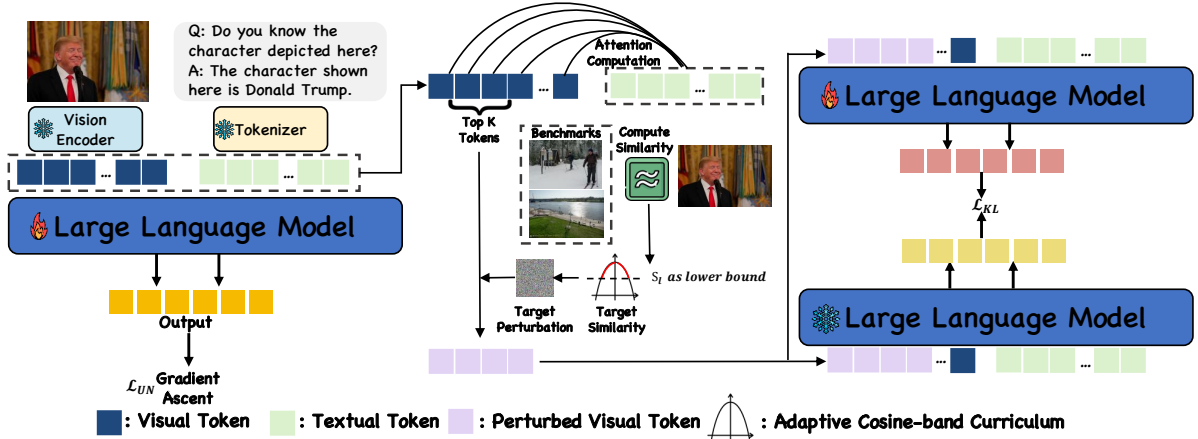 Q: Do you know the
character depicted here?
A: The character shown
here is Donald Trump.
Vision
Encoder
Tokenizer
...
...
Large Language Model
Output
ℒ_UN Gradient
Ascent
Attention
Computation
...
...
Top K
Tokens
Benchmarks
Compute
Similarity
≈
S_l as lower bound
Target
Perturbation
Target
Similarity
...
...
Large Language Model
ℒ_KL
Large Language Model
...
...
: Visual Token
: Textual Token
: Perturbed Visual Token
: Adaptive Cosine-band Curriculum